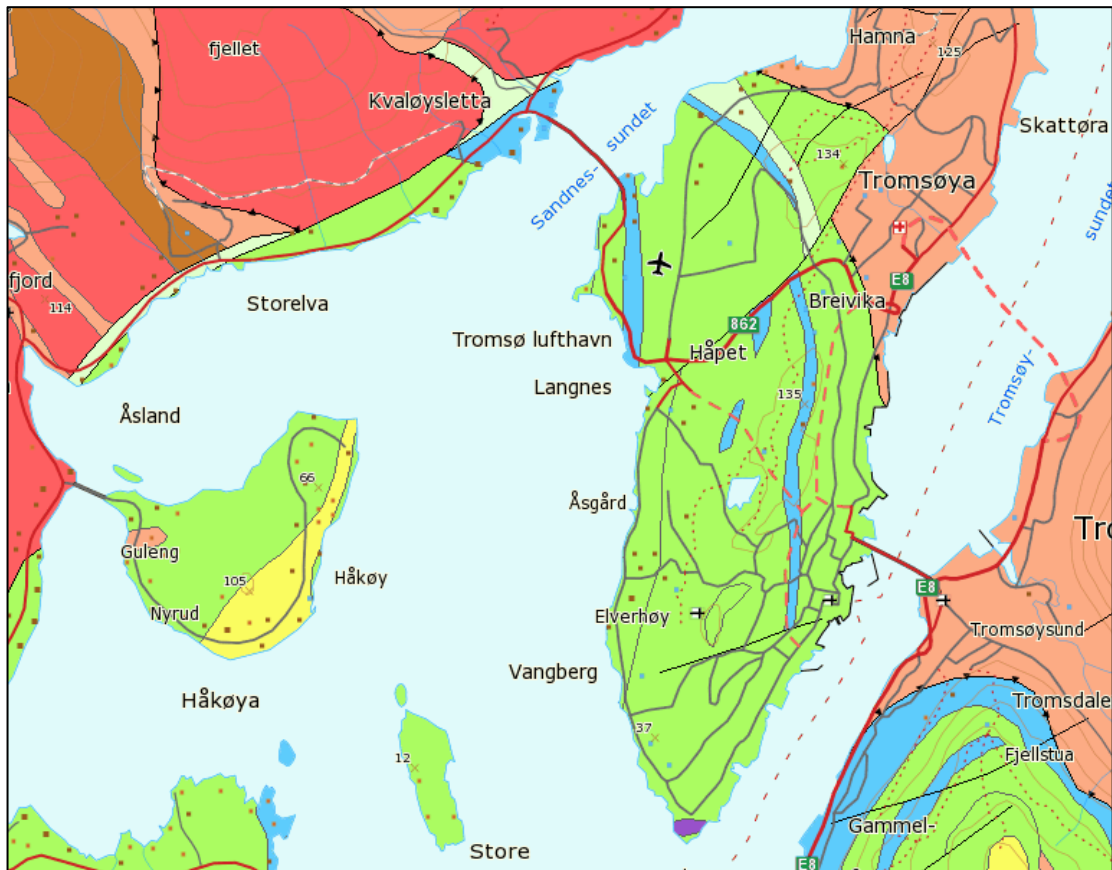 Hamna
fjellet
125
Kvaløysletta
Skattøra
134
Sandnes- sundet
Tromsøya
sundet
fjord
E8
114
Storelva
Breivika
862
Tromsø lufthavn
Håpet
Langnes
135
Tromsøy-
Åsland
66
Åsgård
Tro
Guleng
105
Håkøy
E8
Nyrud
Elverhøy
Tromsøysund
Vangberg
Håkøya
Tromsdale
37
12
Fjellstua
Gammel-
Store
E8